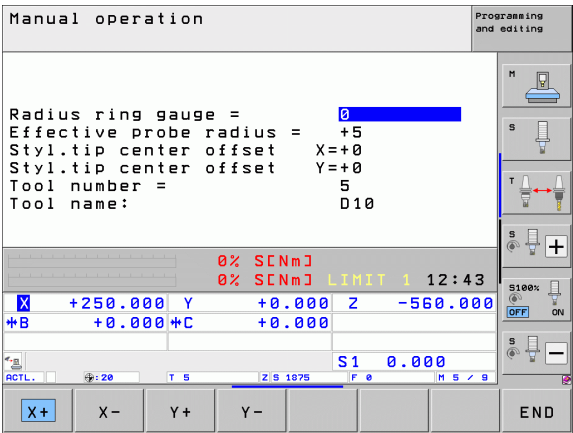 Manual operation
Programming
and editing
Radius ring gauge = 0
Effective probe radius = +5
Styl.tip center offset X=+0
Styl.tip center offset Y=+0
Tool number = 5
Tool name: D10
0% S[Nm]
0% S[Nm] LIMIT 1 12:43
X +250.000 Y +0.000 Z -560.000
B +0.000 C +0.000
S1 0.000
ACTL. :20 T 5 Z S 1875 F 0 M 5 / 9
X+ X- Y+ Y- END
M
S
T
S +
S100%
OFF ON
S -